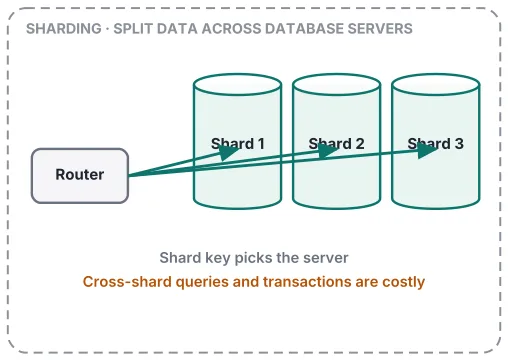 SHARDING · SPLIT DATA ACROSS DATABASE SERVERS
Shard 1 Shard 2 Shard 3
Router
Shard key picks the server
Cross-shard queries and transactions are costly